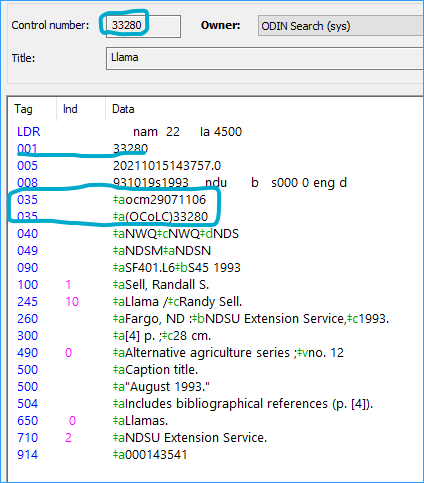 Control number: 33280 Owner: ODIN Search (sys)
Title: Llama
Tag Ind Data
LDR nam 22 la 4500
001 33280
005 20211015143757.0
008 931019s1993 ndu b s000 0 eng d
035 ‡aocm29071106
035 ‡a(OCoLC)33280
040 ‡aNWQ‡cNWQ‡dNDS
049 ‡aNDSM‡aNDSN
090 ‡aSF401.L6‡bS45 1993
100 1 ‡aSell, Randall S.
245 10 ‡aLlama /‡cRandy Sell.
260 ‡aFargo, ND :‡bNDSU Extension Service,‡c1993.
300 ‡a[4] p. ;‡c28 cm.
490 0 ‡aAlternative agriculture series ;‡vno. 12
500 ‡aCaption title.
500 ‡a"August 1993."
504 ‡aIncludes bibliographical references (p. [4]).
650 0 ‡aLlamas.
710 2 ‡aNDSU Extension Service.
914 ‡a000143541